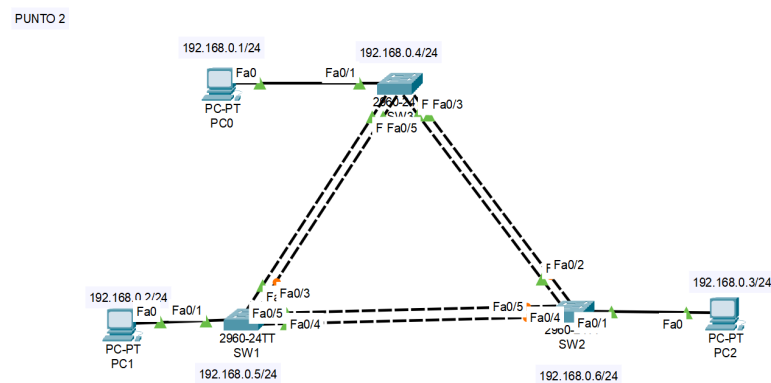 PUNTO 2
192.168.0.1/24
192.168.0.4/24
Fa0
Fa0/1
PC-PT
PC0
SW3
F Fa0/3
F Fa0/5
192.168.0.3/24
F
Fa0/2
192.168.0.2/24
Fa0
Fa0/1
Fa0/3
Fa0/5
Fa0/4
Fa0/5
Fa0/4
Fa0/1
Fa0
PC-PT
PC1
2960-24TT
SW1
SW2
PC-PT
PC2
192.168.0.5/24
192.168.0.6/24